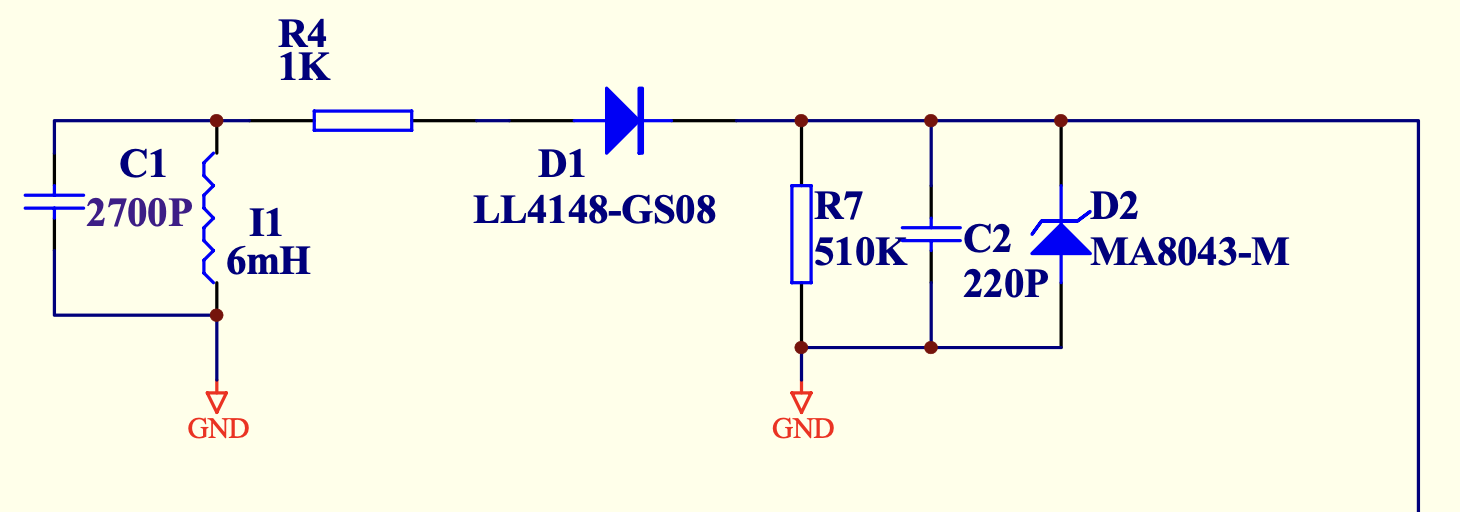 R4
1K
C1
2700P
I1
6mH
D1
LL4148-GS08
R7
510K
C2
220P
D2
MA8043-M
GND
GND